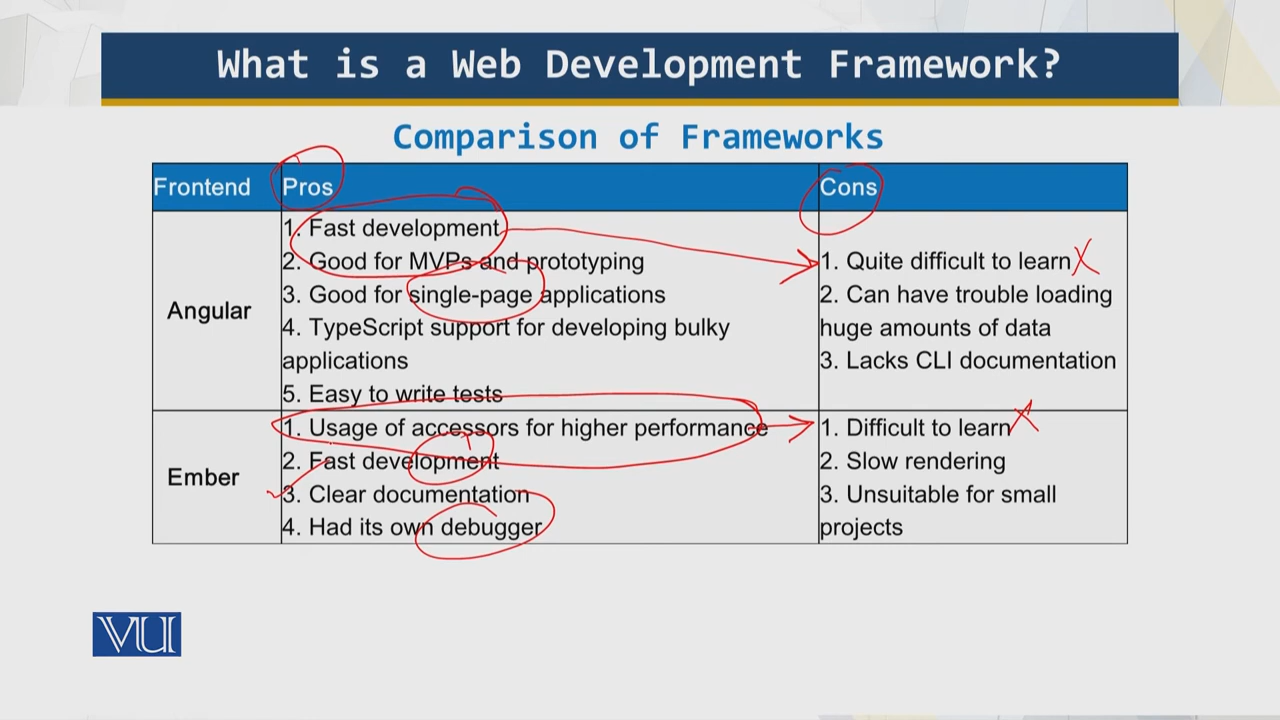 What is a Web Development Framework?
Comparison of Frameworks
Frontend
Pros
Cons
Angular
1. Fast development
2. Good for MVPs and prototyping
3. Good for single-page applications
4. TypeScript support for developing bulky
applications
5. Easy to write tests
1. Quite difficult to learn
2. Can have trouble loading
huge amounts of data
3. Lacks CLI documentation
Ember
1. Usage of accessors for higher performance
2. Fast development
3. Clear documentation
4. Had its own debugger
1. Difficult to learn
2. Slow rendering
3. Unsuitable for small
projects
VU